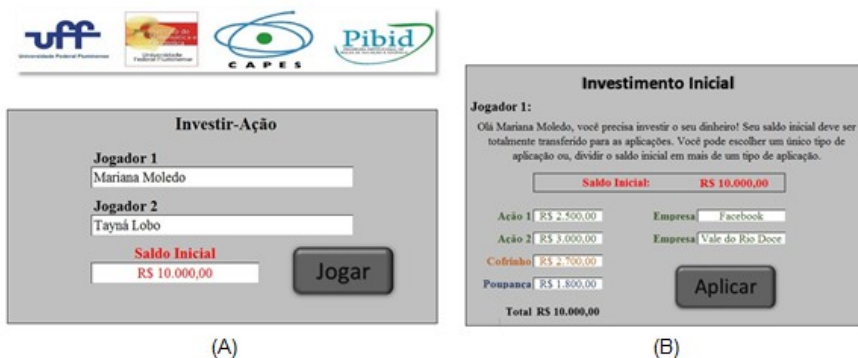 uff
Universidade Federal Fluminense
Universidade
Federal Fluminense
CAPES
Pibid
Investir-Ação
Jogador 1
Mariana Moledo
Jogador 2
Tayná Lobo
Saldo Inicial
R$ 10.000,00
Jogar
(A)
Investimento Inicial
Jogador 1:
Olá Mariana Moledo, você precisa investir o seu dinheiro! Seu saldo inicial deve ser
totalmente transferido para as aplicações. Você pode escolher um único tipo de
aplicação ou, dividir o saldo inicial em mais de um tipo de aplicação.
Saldo Inicial: R$ 10.000,00
Ação 1 R$ 2.500,00 Empresa Facebook
Ação 2 R$ 3.000,00 Empresa Vale do Rio Doce
Cofrinho R$ 2.700,00
Poupança R$ 1.800,00
Aplicar
Total R$ 10.000,00
(B)